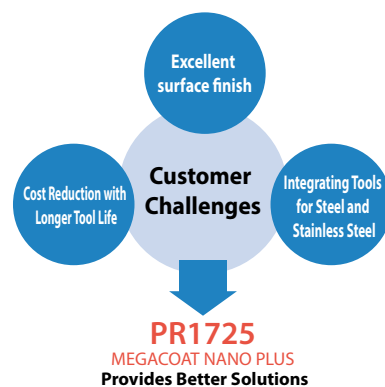 Excellent
surface finish
Customer
Challenges
Cost Reduction with
Longer Tool Life
Integrating Tools
for Steel and
Stainless Steel
PR1725
MEGACOAT NANO PLUS
Provides Better Solutions